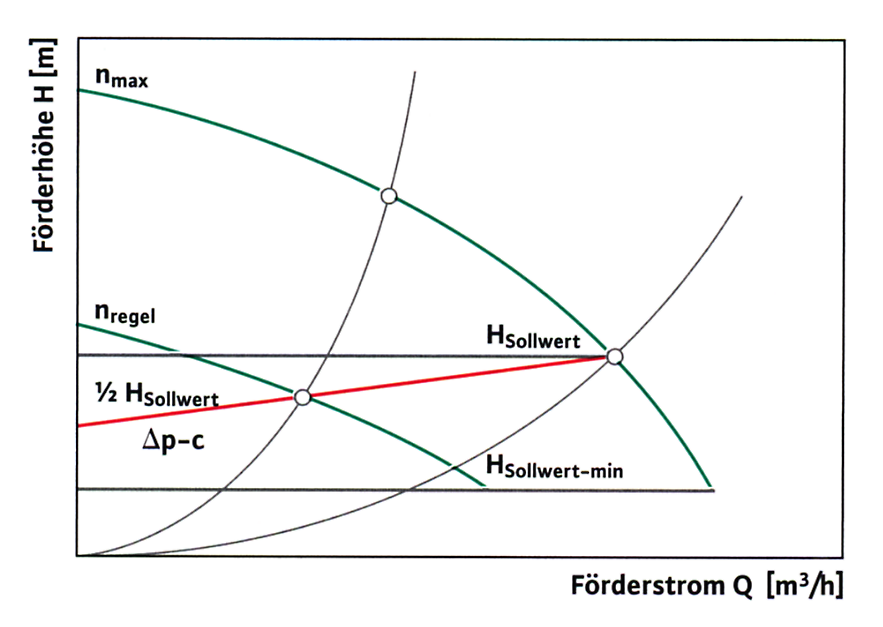 Förderhöhe H [m]
nmax
nregel
HSollwert
½ HSollwert
Δp-c
HSollwert-min
Förderstrom Q [m³/h]